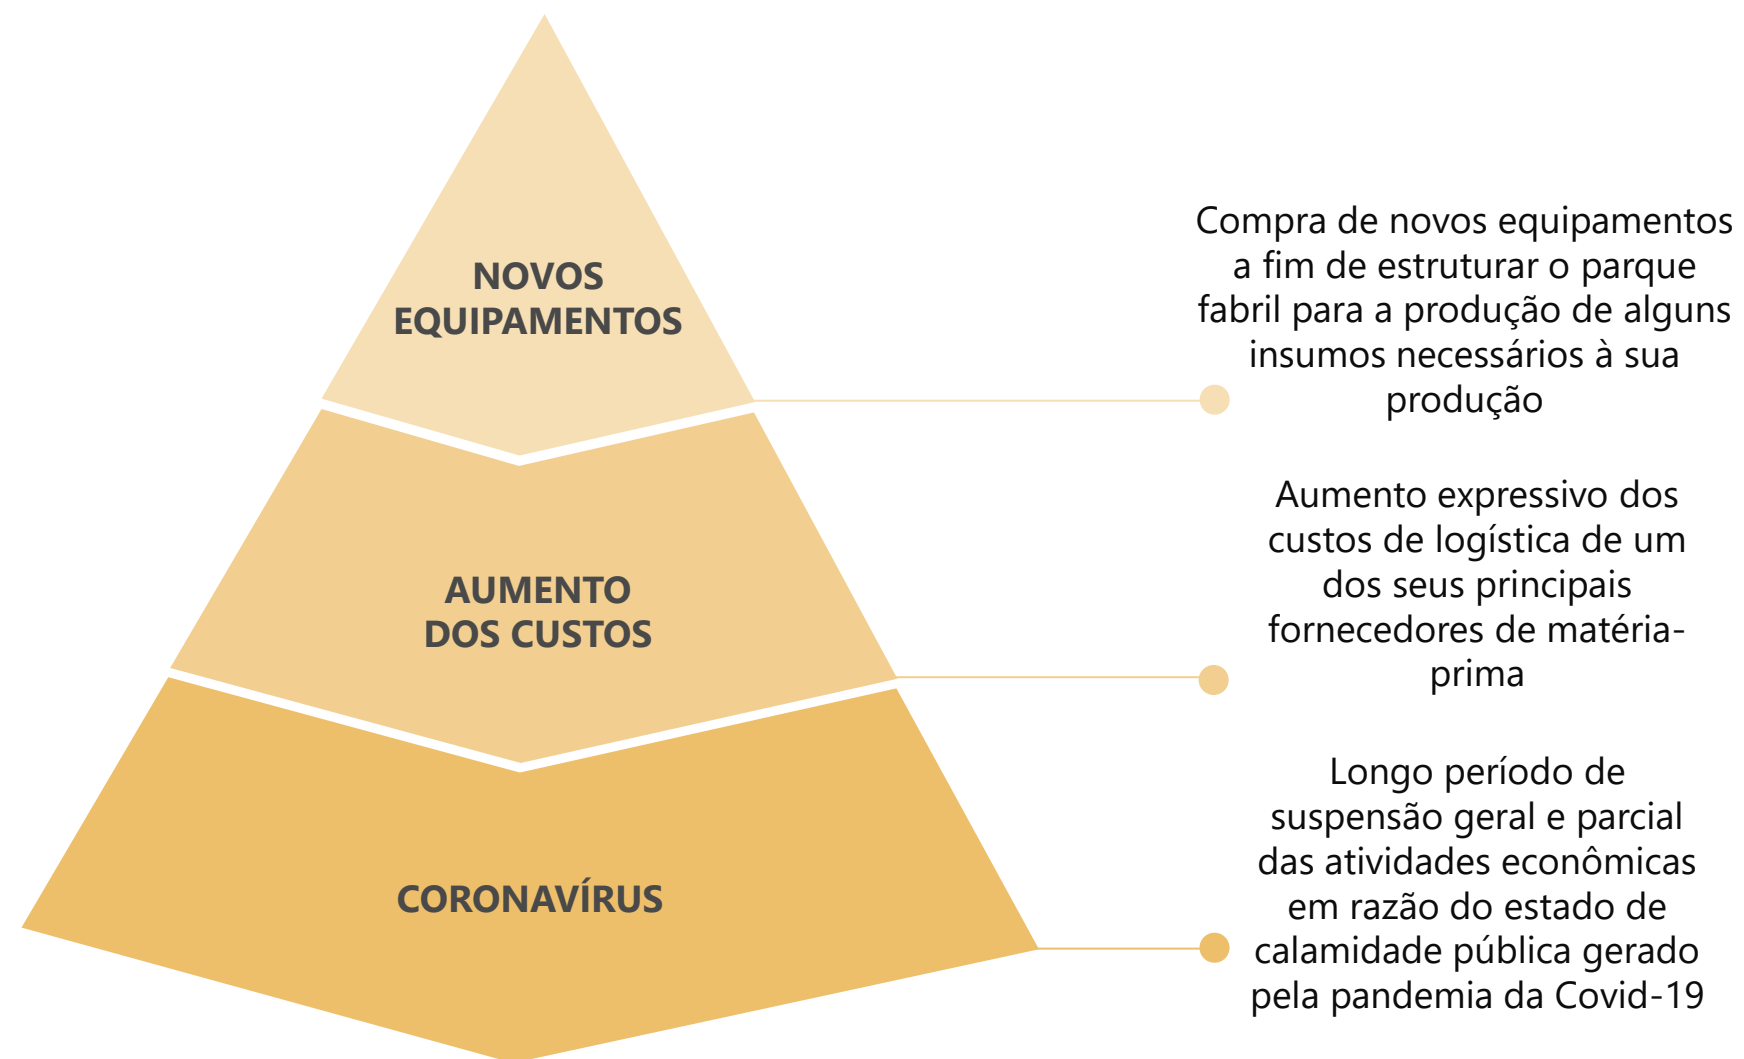 NOVOS
EQUIPAMENTOS
Compra de novos equipamentos
a fim de estruturar o parque
fabril para a produção de alguns
insumos necessários à sua
produção
AUMENTO
DOS CUSTOS
Aumento expressivo dos
custos de logística de um
dos seus principais
fornecedores de matéria-
prima
CORONAVÍRUS
Longo período de
suspensão geral e parcial
das atividades econômicas
em razão do estado de
calamidade pública gerado
pela pandemia da Covid-19